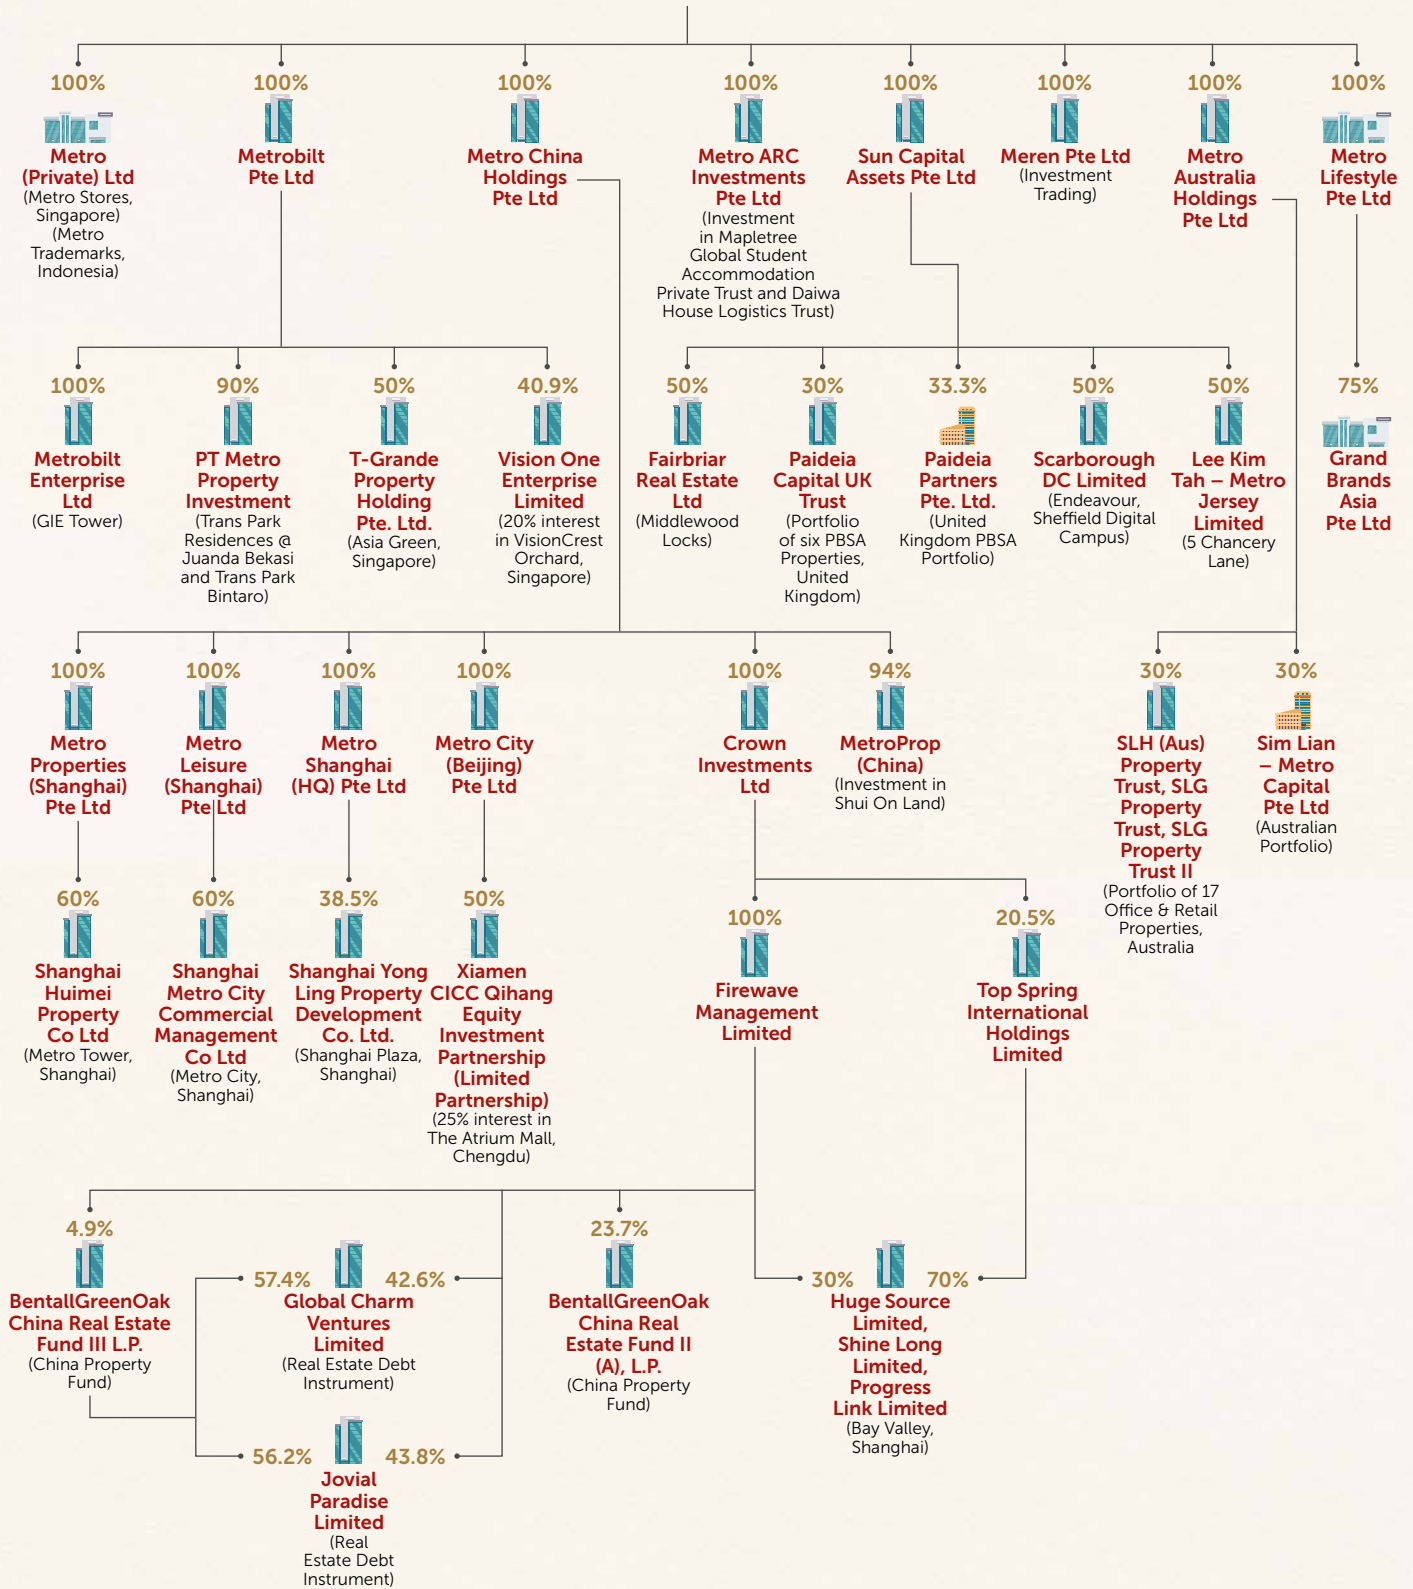 100%
Metro
(Private) Ltd
(Metro Stores,
Singapore)
(Metro
Trademarks,
Indonesia)
100%
Metrobilt
Pte Ltd
100%
Metro China
Holdings
Pte Ltd
100%
Metro ARC
Investments
Pte Ltd
(Investment
in Mapletree
Global Student
Accommodation
Private Trust and Daiwa
House Logistics Trust)
100%
Sun Capital
Assets Pte Ltd
100%
Meren Pte Ltd
(Investment
Trading)
100%
Metro
Australia
Holdings
Pte Ltd
100%
Metro
Lifestyle
Pte Ltd
100%
Metrobilt
Enterprise
Ltd
(GIE Tower)
90%
PT Metro
Property
Investment
(Trans Park
Residences @
Juanda Bekasi
and Trans Park
Bintaro)
50%
T-Grande
Property
Holding
Pte. Ltd.
(Asia Green,
Singapore)
40.9%
Vision One
Enterprise
Limited
(20% interest
in VisionCrest
Orchard,
Singapore)
50%
Fairbriar
Real Estate
Ltd
(Middlewood
Locks)
30%
Paideia
Capital UK
Trust
(Portfolio
of six PBSA
Properties,
United
Kingdom)
33.3%
Paideia
Partners
Pte. Ltd.
(United
Kingdom PBSA
Portfolio)
50%
Scarborough
DC Limited
(Endeavour,
Sheffield Digital
Campus)
50%
Lee Kim
Tah – Metro
Jersey
Limited
(5 Chancery
Lane)
75%
Grand
Brands
Asia
Pte Ltd
100%
Metro
Properties
(Shanghai)
Pte Ltd
100%
Metro
Leisure
(Shanghai)
Pte Ltd
100%
Metro
Shanghai
(HQ) Pte Ltd
100%
Metro City
(Beijing)
Pte Ltd
100%
Crown
Investments
Ltd
94%
MetroProp
(China)
(Investment in
Shui On Land)
30%
SLH (Aus)
Property
Trust, SLG
Property
Trust, SLG
Property
Trust II
(Portfolio of 17
Office & Retail
Properties,
Australia
30%
Sim Lian
– Metro
Capital
Pte Ltd
(Australian
Portfolio)
60%
Shanghai
Huimei
Property
Co Ltd
(Metro Tower,
Shanghai)
60%
Shanghai
Metro City
Commercial
Management
Co Ltd
(Metro City,
Shanghai)
38.5%
Shanghai Yong
Ling Property
Development
Co. Ltd.
(Shanghai Plaza,
Shanghai)
50%
Xiamen
CICC Qihang
Equity
Investment
Partnership
(Limited
Partnership)
(25% interest in
The Atrium Mall,
Chengdu)
100%
Firewave
Management
Limited
20.5%
Top Spring
International
Holdings
Limited
4.9%
BentallGreenOak
China Real Estate
Fund III L.P.
(China Property
Fund)
57.4% 42.6%
Global Charm
Ventures
Limited
(Real Estate Debt
Instrument)
23.7%
BentallGreenOak
China Real
Estate Fund II
(A), L.P.
(China Property
Fund)
30% 70%
Huge Source
Limited,
Shine Long
Limited,
Progress
Link Limited
(Bay Valley,
Shanghai)
56.2% 43.8%
Jovial
Paradise
Limited
(Real
Estate Debt
Instrument)